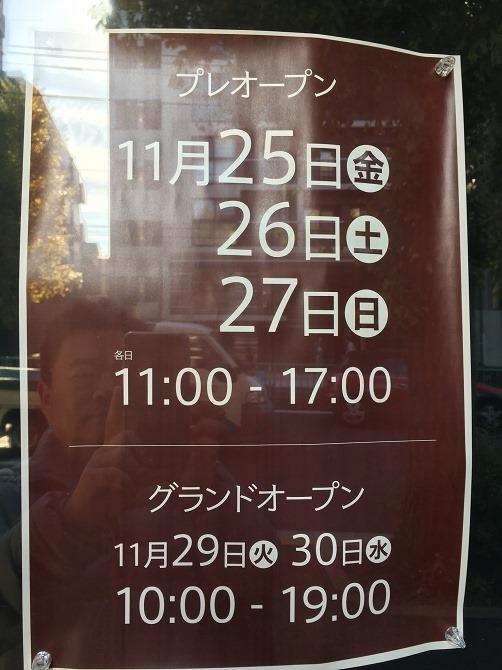 プレオープン
11月25日㊎
26日㊏
27日㊐
各日
11:00 - 17:00
グランドオープン
11月29日㊋ 30日㊌
10:00 - 19:00